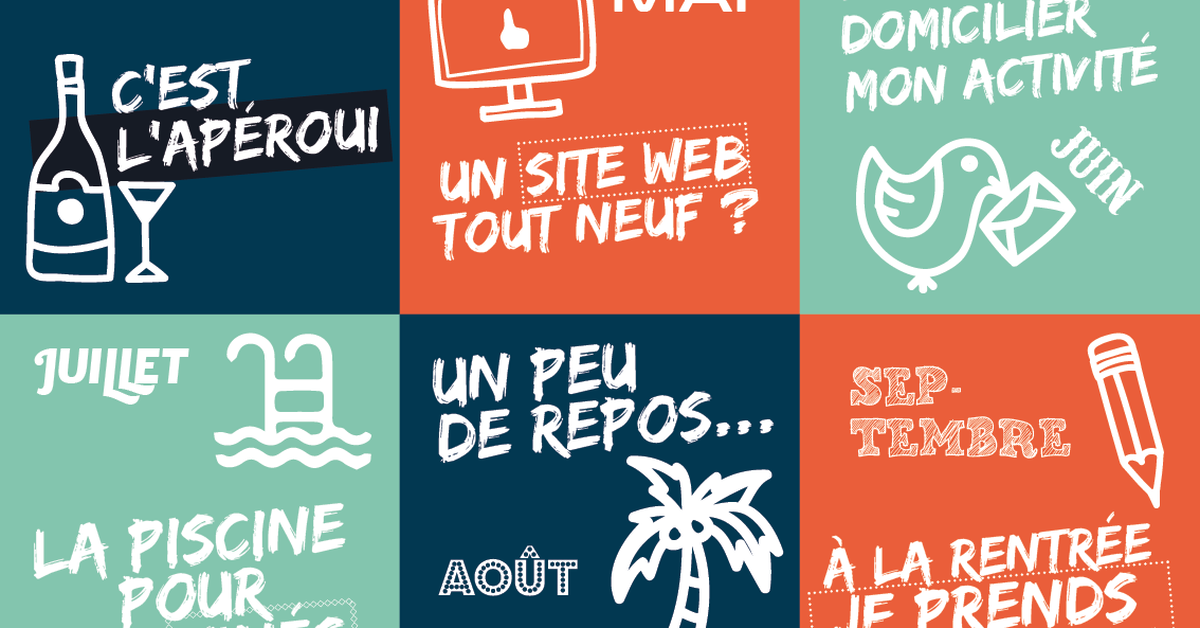 C'EST
L'APÉROUI
MAI
UN SITE WEB
TOUT NEUF ?
DOMICILIER
MON ACTIVITÉ
JUIN
JUILLET
LA PISCINE
POUR
UN PEU
DE REPOS...
AOÛT
SEP-
TEMBRE
À LA RENTRÉE
JE PRENDS